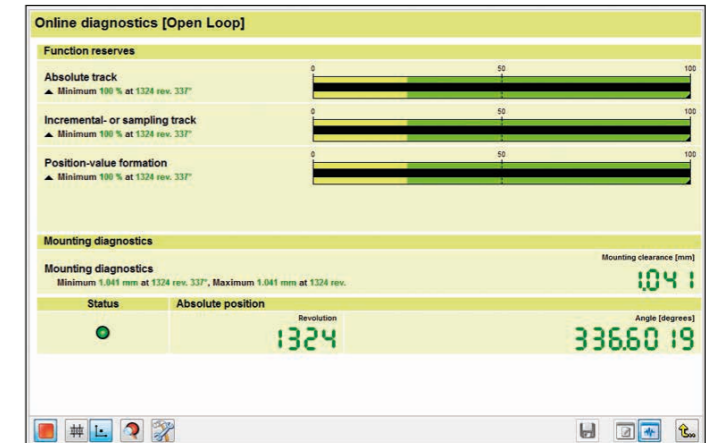 Online diagnostics [Open Loop]
Function reserves
0 50 100
Absolute track
Minimum 100 % at 1324 rev. 337°
0 50 100
Incremental- or sampling track
Minimum 100 % at 1324 rev. 337°
0 50 100
Position-value formation
Minimum 100 % at 1324 rev. 337°
Mounting diagnostics
Mounting clearance [mm]
Mounting diagnostics
Minimum 1.041 mm at 1324 rev. 337°, Maximum 1.041 mm at 1324 rev.
1.041
Status Absolute position
Revolution Angle [degrees]
1324 336.6019